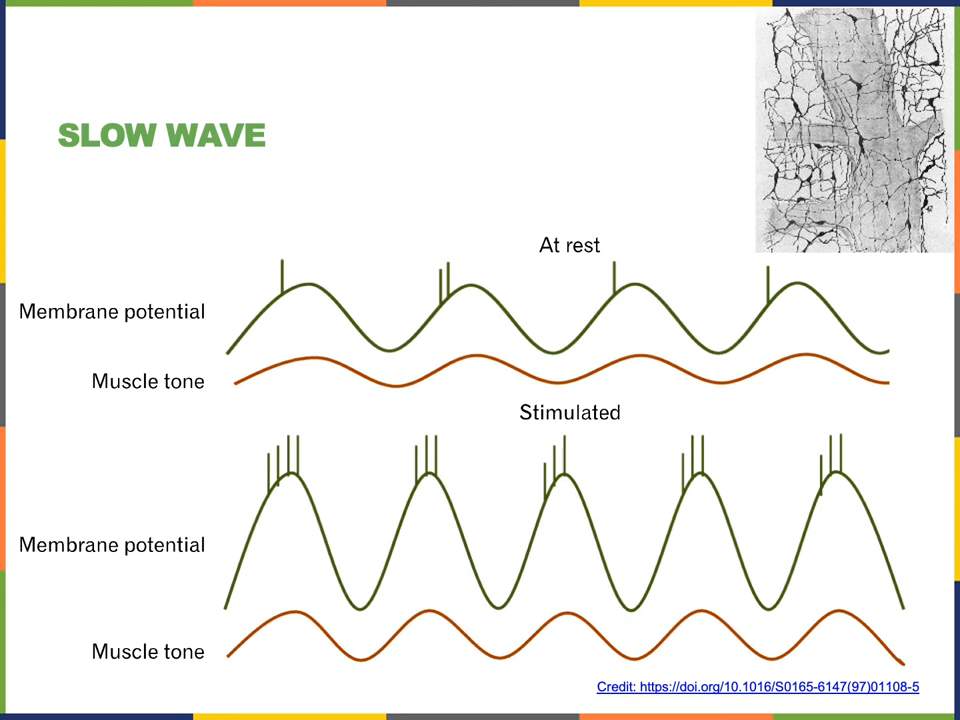 SLOW WAVE
At rest
Membrane potential
Muscle tone
Stimulated
Membrane potential
Muscle tone
Credit: https://doi.org/10.1016/S0165-6147(97)01108-5